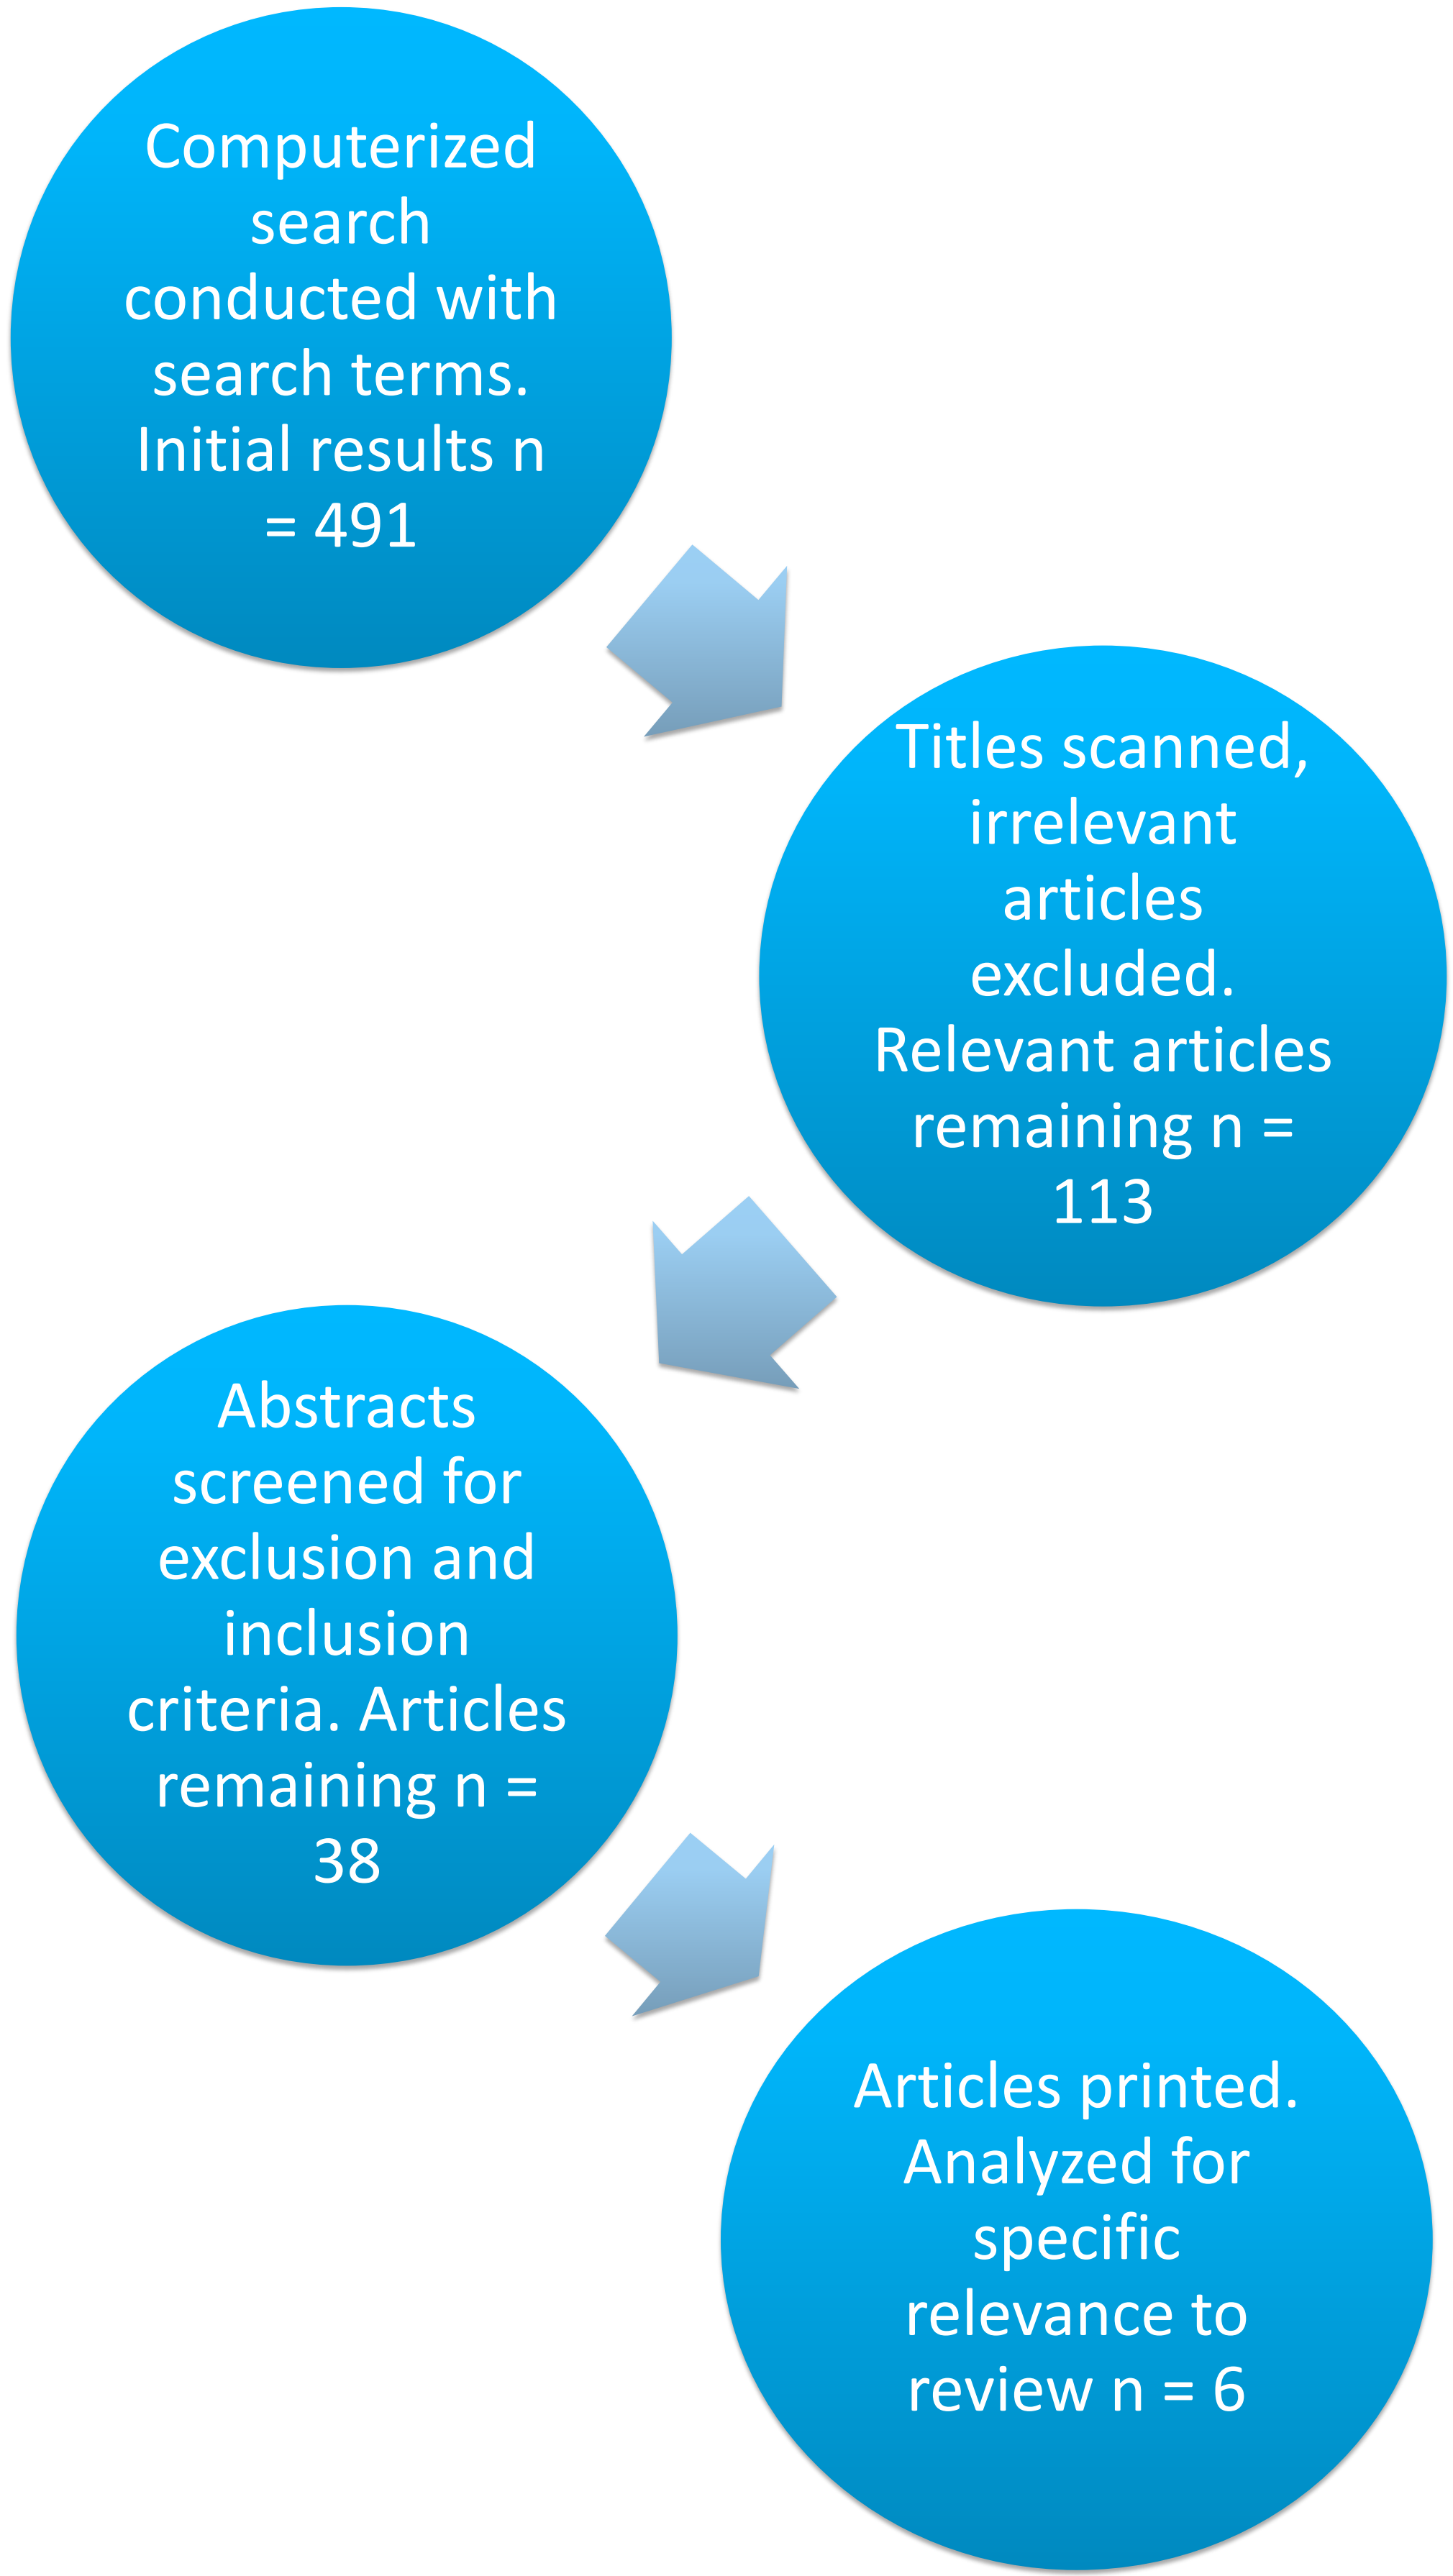 Computerized
search
conducted with
search terms.
Initial results n
= 491
Titles scanned,
irrelevant
articles
excluded.
Relevant articles
remaining n =
113
Abstracts
screened for
exclusion and
inclusion
criteria. Articles
remaining n =
38
Articles printed.
Analyzed for
specific
relevance to
review n = 6